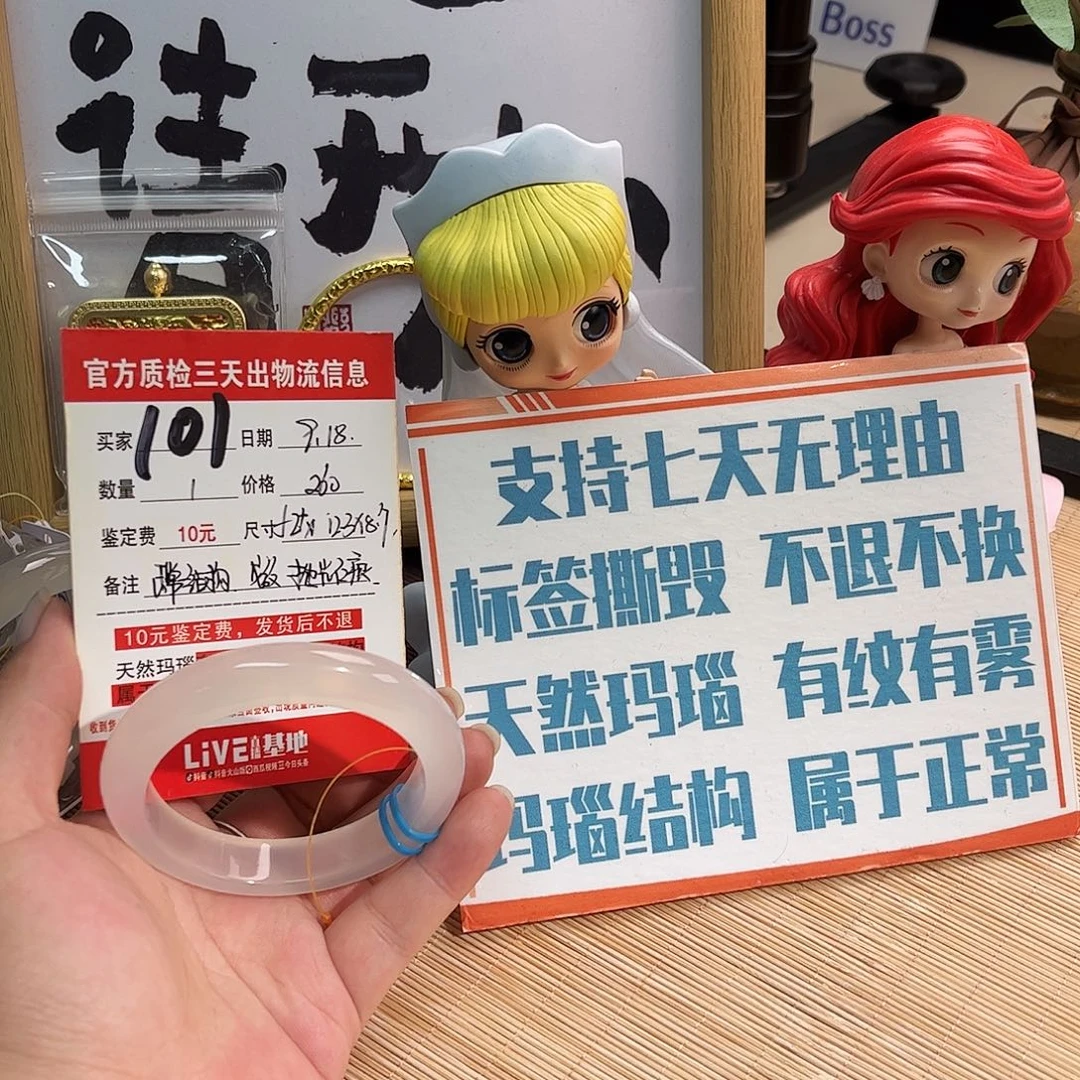 Boss
官方质检三天出物流信息
买家 101 日期 9.18.
数量 1 价格 260
鉴定费 10元 尺寸
备注
10元鉴定费，发货后不退
天然玛瑙
LiVE 基地
支持七天无理由
标签撕毁 不退不换
天然玛瑙 有纹有雾
玛瑙结构 属于正常